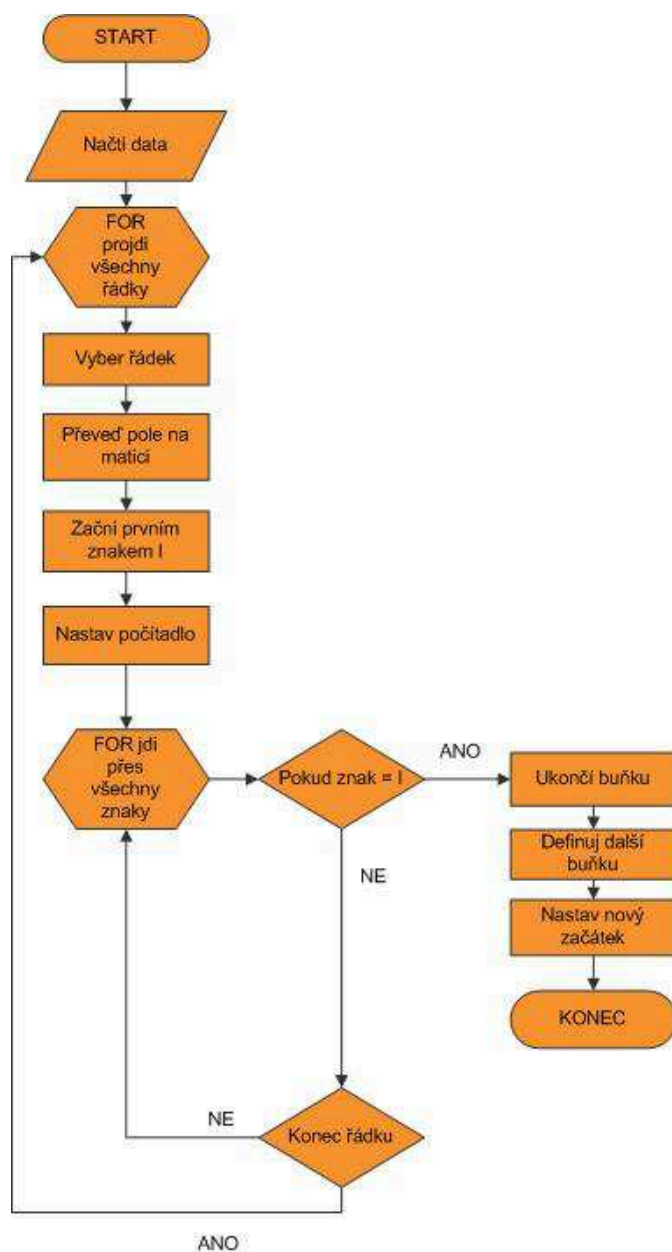 START
Načti data
FOR
projdi
všechny
řádky
Vyber řádek
Převeď pole na
matici
Začni prvním
znakem I
Nastav počítadlo
FOR jdi
přes
všechny
znaky
Pokud znak = I
ANO
Ukončí buňku
Definuj další
buňku
Nastav nový
začátek
KONEC
NE
Konec řádku
NE
ANO